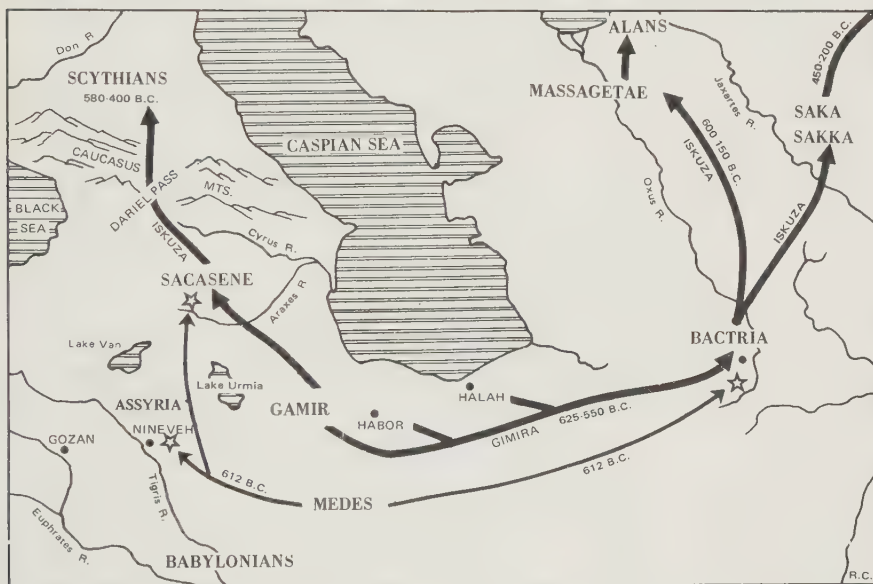 Don R.
SCYTHIANS
580-400 B.C.
CAUCASUS
MTS.
DARIEL PASS
BLACK
SEA
ISKUZA
Cyrus R.
SACASENE
Araxes R
CASPIAN SEA
ALANS
MASSAGETAE
Jaxartes R.
450-200 B.C.
SAKA
SAKKA
600-150 B.C.
ISKUZA
Oxus R.
ISKUZA
BACTRIA
Lake Van
Lake Urmia
ASSYRIA
NINEVEH
GOZAN
GAMIR
HABOR
HALAH
GIMIRA
625-550 B.C.
612 B.C.
MEDES
612 B.C.
Tigris R.
Euphrates R.
BABYLONIANS
R.C.